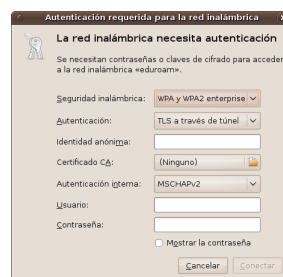 Autenticación requerida para la red inalámbrica
La red inalámbrica necesita autenticación
Se necesitan contraseñas o claves de cifrado para acceder
a la red inalámbrica «eduroam».
Seguridad inalámbrica: WPA y WPA2 enterprise
Autenticación: TLS a través de túnel
Identidad anónima:
Certificado CA: (Ninguno)
Autenticación interna: MSCHAPv2
Usuario:
Contraseña:
Mostrar la contraseña
Cancelar Conectar